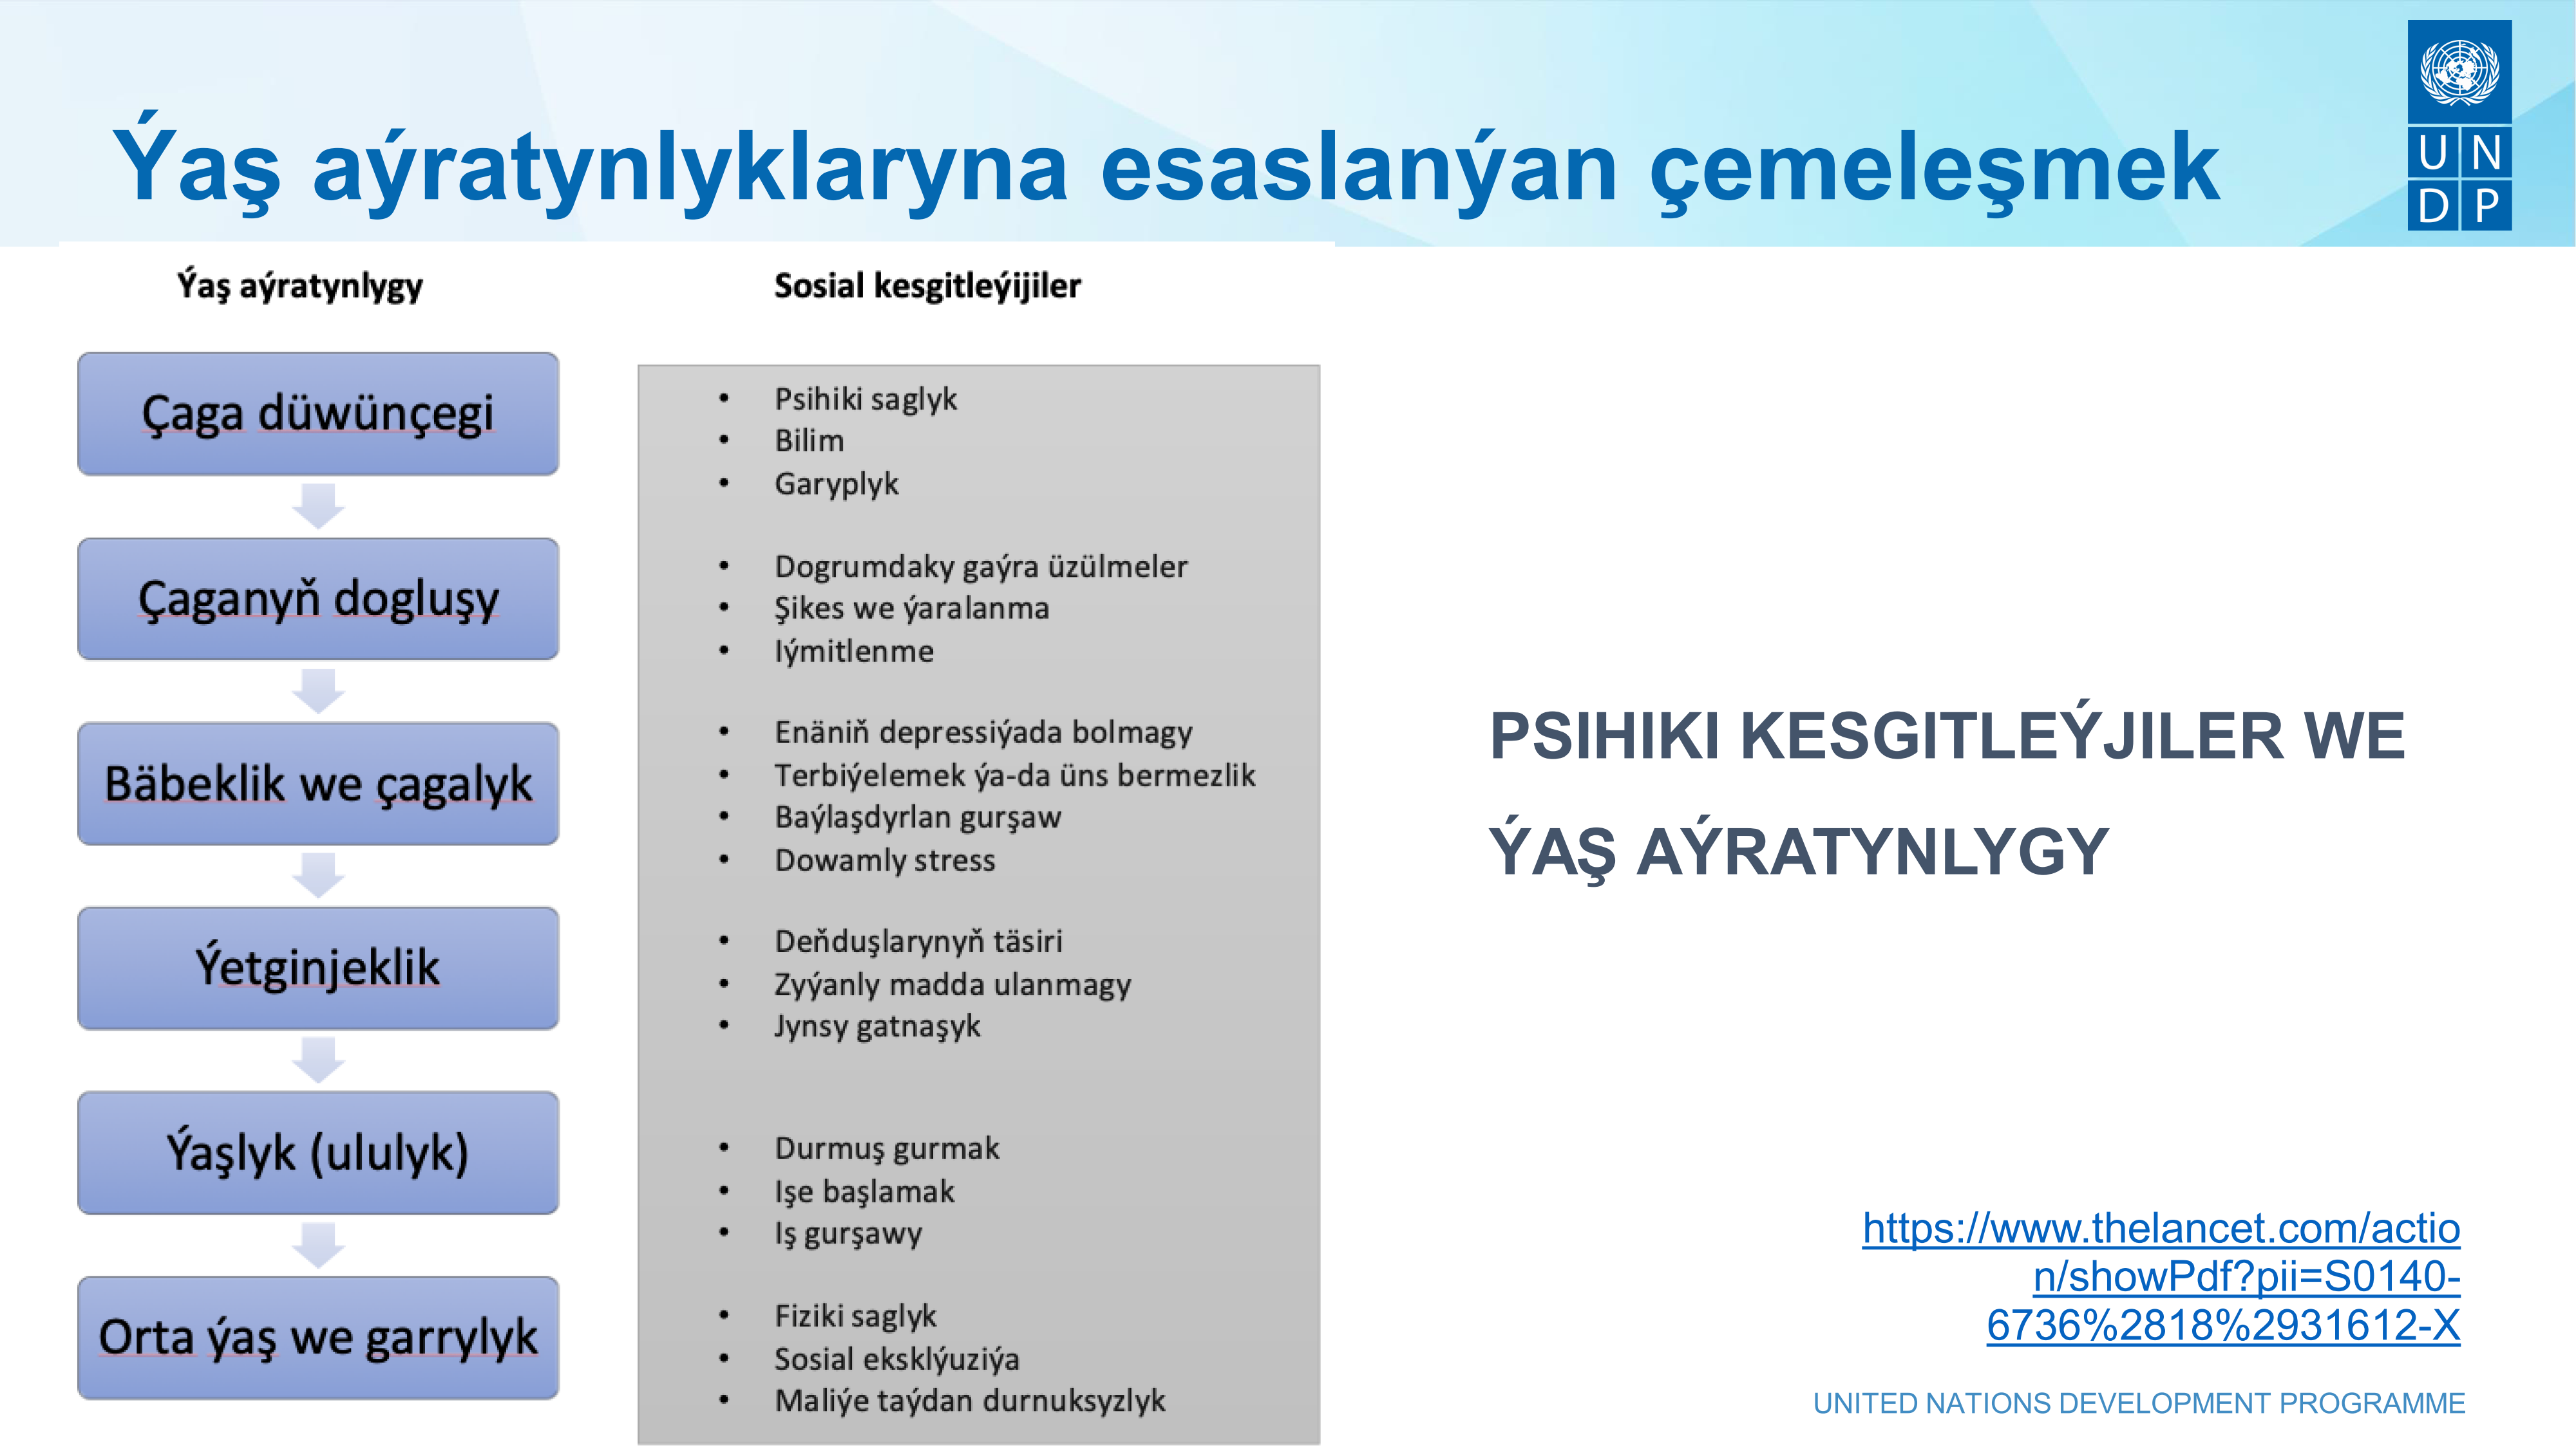 Ýaş aýratynlyklaryna esaslanýan çemeleşmek
U N
D P
Ýaş aýratynlygy
Çaga düwünçegi
Çaganyň dogluşy
Bäbeklik we çagalyk
Ýetginjeklik
Ýaşlyk (ululyk)
Orta ýaş we garrylyk
Sosial kesgitleýijiler
• Psihiki saglyk
• Bilim
• Garyplyk
• Dogrumdaky gaýra üzülmeler
• Şikes we ýaralanma
• Iýmitlenme
• Enäniň depressiýada bolmagy
• Terbiýelemek ýa-da üns bermezlik
• Baýlaşdyrlan gurşaw
• Dowamly stress
• Deňduşlarynyň täsiri
• Zyýanly madda ulanmagy
• Jynsy gatnaşyk
• Durmuş gurmak
• Işe başlamak
• Iş gurşawy
• Fiziki saglyk
• Sosial eksklýuziýa
• Maliýe taýdan durnuksyzlyk
PSIHIKI KESGITLEÝJILER WE
ÝAŞ AÝRATYNLYGY
https://www.thelancet.com/actio
n/showPdf?pii=S0140-
6736%2818%2931612-X
UNITED NATIONS DEVELOPMENT PROGRAMME